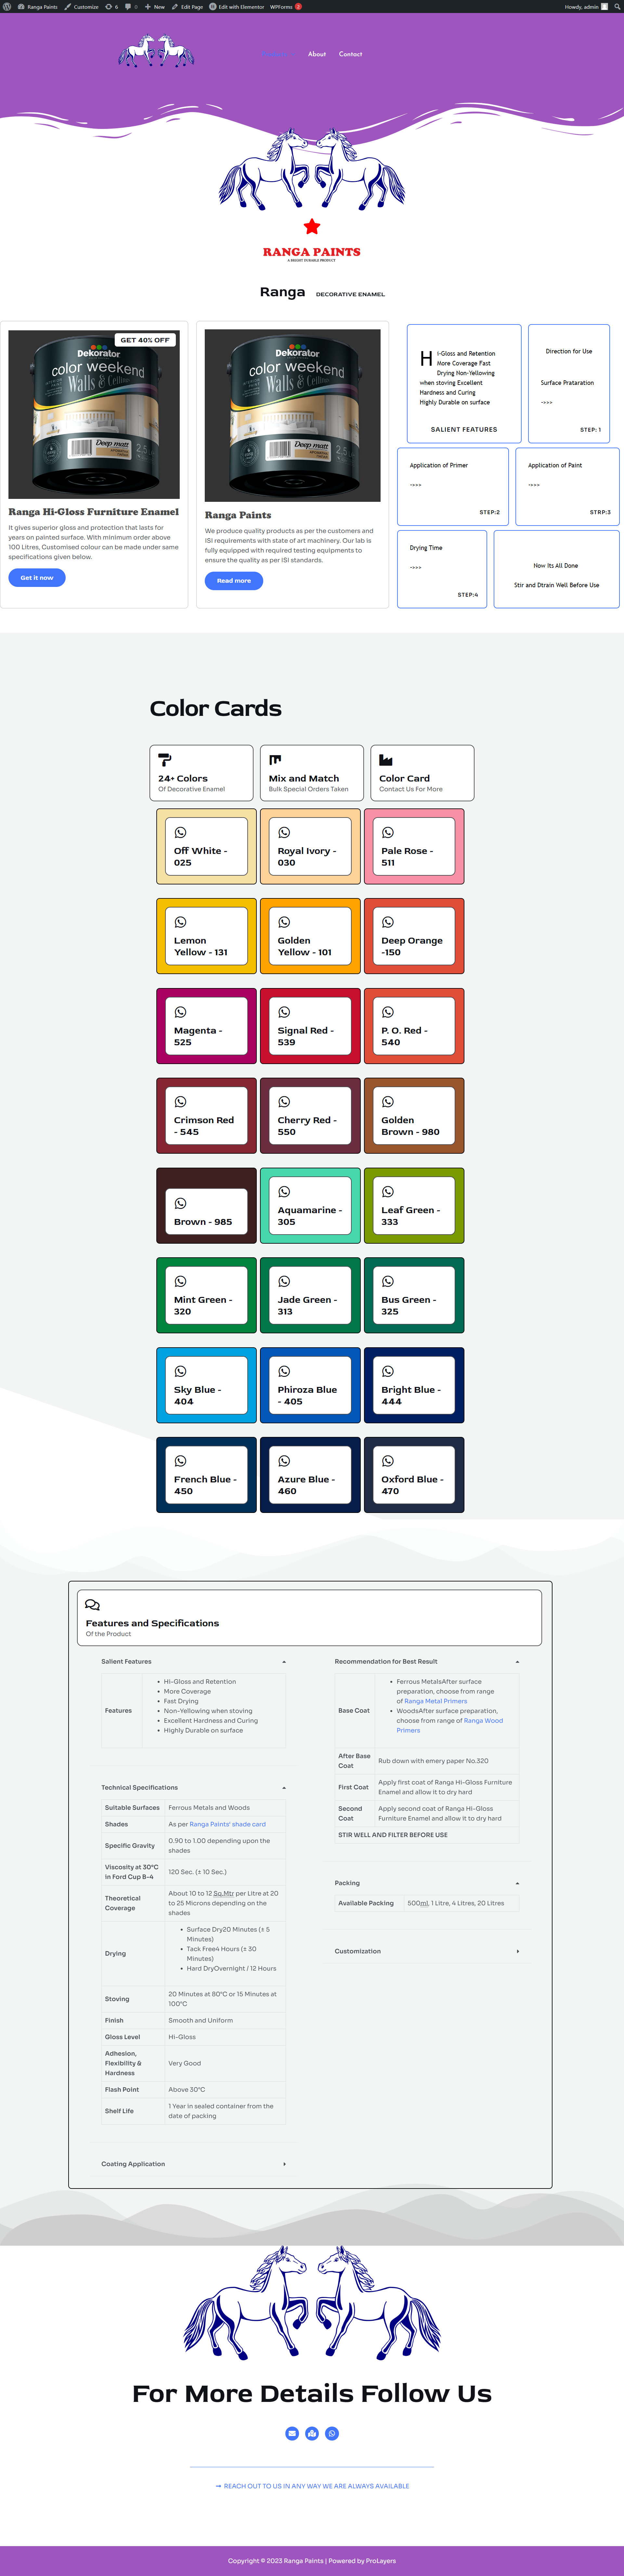 Ranga Paints Customize 6 0 New Edit Page Edit with Elementor WPForms 2 Howdy, admin
About Contact
RANGA PAINTS
A BRIGHT DURABLE PRODUCT
Ranga DECORATIVE ENAMEL
GET 40% OFF
Dekorator
color weekend
Walls & Ceilings
Deep matt
2.5
Ranga Hi-Gloss Furniture Enamel
It gives superior gloss and protection that lasts for
years on painted surface. With minimum order above
100 Litres, Customised colour can be made under same
specifications given below.
Get it now
Dekorator
color weekend
Walls & Ceilings
Deep matt
2.5
Ranga Paints
We produce quality products as per the customers and
ISI requirements with state of art machinery. Our lab is
fully equipped with required testing equipments to
ensure the quality as per ISI standards.
Read more
Hi-Gloss and Retention
More Coverage Fast
Drying Non-Yellowing
when stoving Excellent
Hardness and Curing
Highly Durable on surface
SALIENT FEATURES
Direction for Use
Surface Prataration
->>>
STEP: 1
Application of Primer
->>>
STEP:2
Application of Paint
->>>
STRP:3
Drying Time
->>>
STEP:4
Now Its All Done
Stir and Dtrain Well Before Use
Color Cards
24+ Colors
Of Decorative Enamel
Mix and Match
Bulk Special Orders Taken
Color Card
Contact Us For More
Off White -
025
Royal Ivory -
030
Pale Rose -
511
Lemon
Yellow - 131
Golden
Yellow - 101
Deep Orange
-150
Magenta -
525
Signal Red -
539
P. O. Red -
540
Crimson Red
- 545
Cherry Red -
550
Golden
Brown - 980
Brown - 985
Aquamarine -
305
Leaf Green -
333
Mint Green -
320
Jade Green -
313
Bus Green -
325
Sky Blue -
404
Phiroza Blue
- 405
Bright Blue -
444
French Blue -
450
Azure Blue -
460
Oxford Blue -
470
Features and Specifications
Of the Product
Salient Features
Features
Hi-Gloss and Retention
More Coverage
Fast Drying
Non-Yellowing when stoving
Excellent Hardness and Curing
Highly Durable on surface
Technical Specifications
Suitable Surfaces Ferrous Metals and Woods
Shades As per Ranga Paints' shade card
Specific Gravity 0.90 to 1.00 depending upon the
shades
Viscosity at 30°C
in Ford Cup B-4 120 Sec. (± 10 Sec.)
Theoretical
Coverage
About 10 to 12 Sq.Mtr per Litre at 20
to 25 Microns depending on the
shades
Drying
Surface Dry20 Minutes (± 5
Minutes)
Tack Free4 Hours (± 30
Minutes)
Hard DryOvernight / 12 Hours
Stoving 20 Minutes at 80°C or 15 Minutes at
100°C
Finish Smooth and Uniform
Gloss Level Hi-Gloss
Adhesion,
Flexibility &
Hardness
Very Good
Flash Point Above 30°C
Shelf Life 1 Year in sealed container from the
date of packing
Coating Application
Recommendation for Best Result
Base Coat
Ferrous MetalsAfter surface
preparation, choose from range
of Ranga Metal Primers
WoodsAfter surface preparation,
choose from range of Ranga Wood
Primers
After Base
Coat Rub down with emery paper No.320
First Coat Apply first coat of Ranga Hi-Gloss Furniture
Enamel and allow it to dry hard
Second
Coat
Apply second coat of Ranga Hi-Gloss
Furniture Enamel and allow it to dry hard
STIR WELL AND FILTER BEFORE USE
Packing
Available Packing 500ml, 1 Litre, 4 Litres, 20 Litres
Customization
For More Details Follow Us
REACH OUT TO US IN ANY WAY WE ARE ALWAYS AVAILABLE
Copyright © 2023 Ranga Paints | Powered by ProLayers